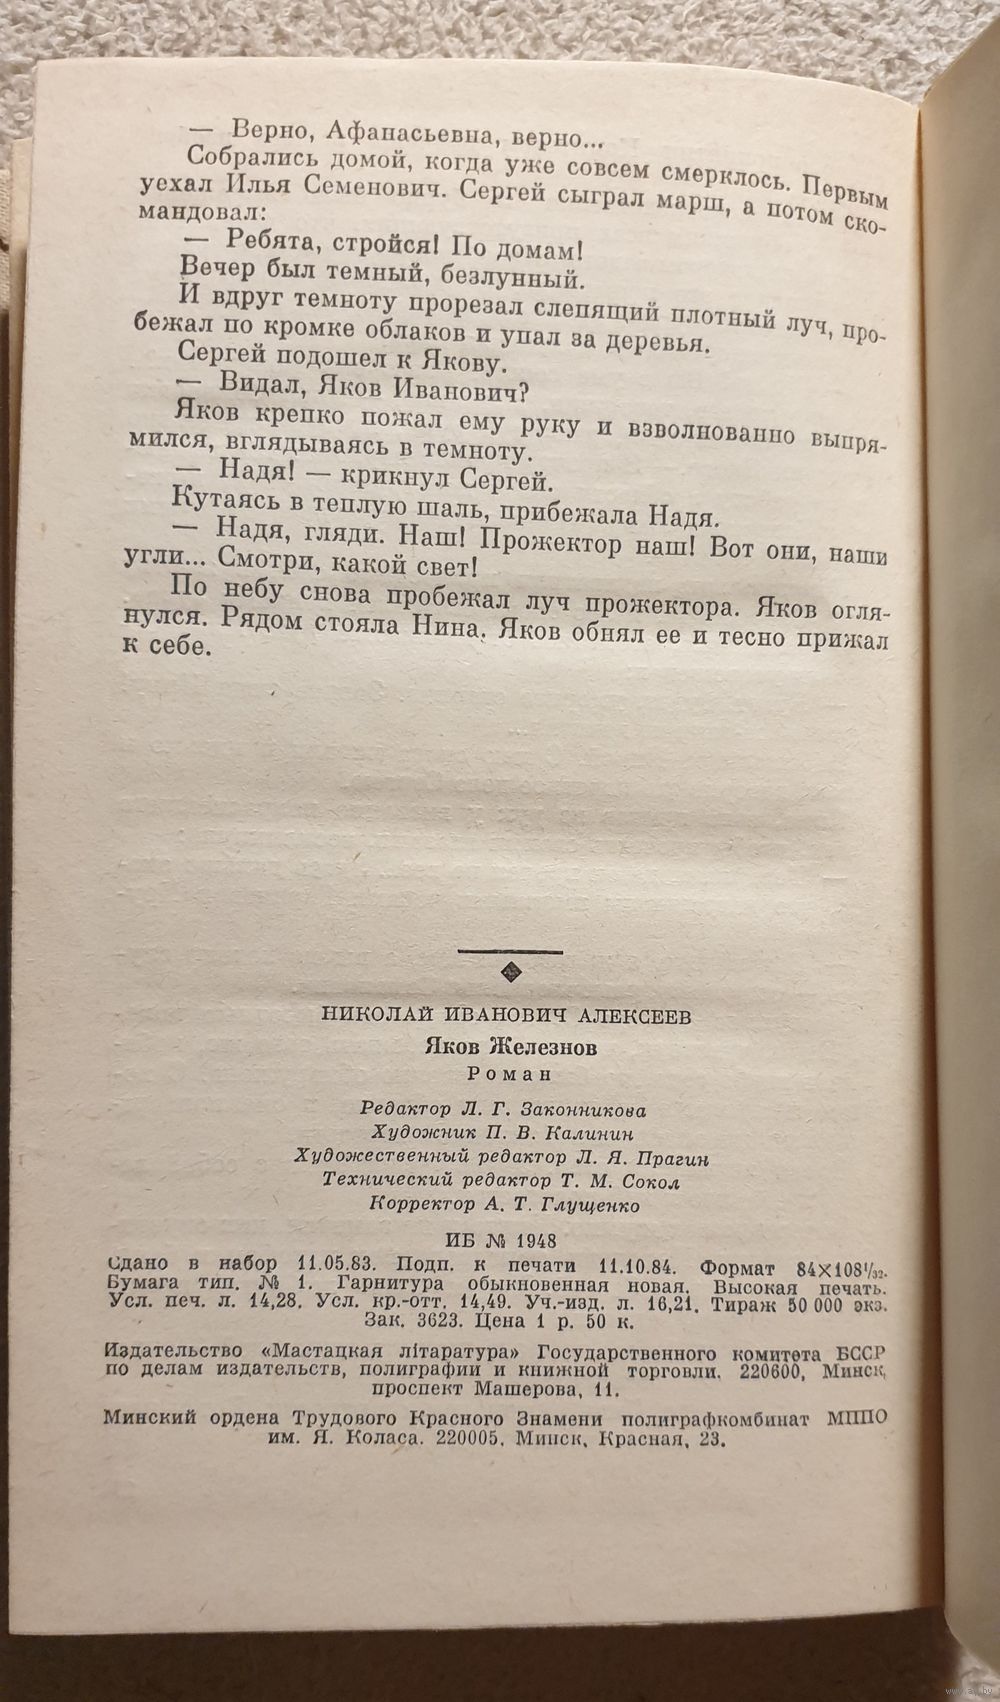 — Верно, Афанасьевна, верно...
Собрались домой, когда уже совсем смерклось. Первым
уехал Илья Семенович. Сергей сыграл марш, а потом ско-
мандовал:
— Ребята, стройся! По домам!
Вечер был темный, безлунный.
И вдруг темноту прорезал слепящий плотный луч, про-
бежал по кромке облаков и упал за деревья.
Сергей подошел к Якову.
— Видал, Яков Иванович?
Яков крепко пожал ему руку и взволнованно выпря-
мился, вглядываясь в темноту.
— Надя! — крикнул Сергей.
Кутаясь в теплую шаль, прибежала Надя.
— Надя, гляди. Наш! Прожектор наш! Вот они, наши
угли... Смотри, какой свет!
По небу снова пробежал луч прожектора. Яков огля-
нулся. Рядом стояла Нина. Яков обнял ее и тесно прижал
к себе.
НИКОЛАЙ ИВАНОВИЧ АЛЕКСЕЕВ
Яков Железнов
Роман
Редактор Л. Г. Законникова
Художник П. В. Калинин
Художественный редактор Л. Я. Прагин
Технический редактор Т. М. Сокол
Корректор А. Т. Глущенко
ИБ № 1948
Сдано в набор 11.05.83. Подп. к печати 11.10.84. Формат 84×108¹/₃₂.
Бумага тип. № 1. Гарнитура обыкновенная новая. Высокая печать.
Усл. печ. л. 14,28. Усл. кр.-отт. 14,49. Уч.-изд. л. 16,21. Тираж 50 000 экз.
Зак. 3623. Цена 1 р. 50 к.
Издательство «Мастацкая літаратура» Государственного комитета БССР
по делам издательств, полиграфии и книжной торговли. 220600, Минск,
проспект Машерова, 11.
Минский ордена Трудового Красного Знамени полиграфкомбинат МППО
им. Я. Коласа. 220005, Минск, Красная, 23.